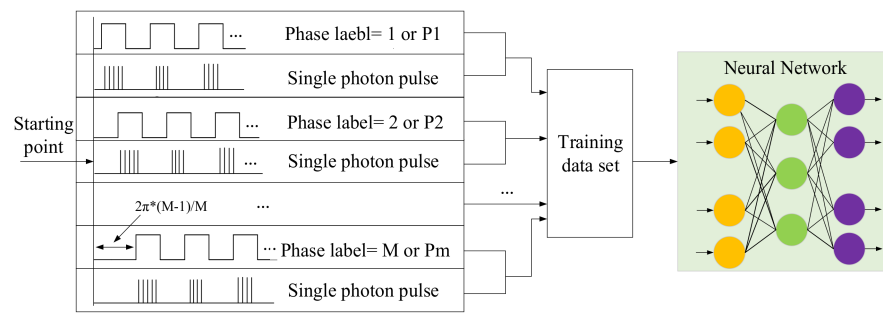 Starting
point
... Phase laebl= 1 or P1
Single photon pulse
... Phase label= 2 or P2
... Single photon pulse
2π*(M-1)/M ...
... Phase label= M or Pm
Single photon pulse
...
Training
data set
Neural Network